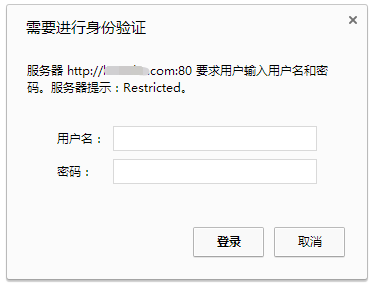 需要进行身份验证
服务器 http://.com:80 要求用户输入用户名和密
码。服务器提示：Restricted。
用户名：
密码：
登录
取消